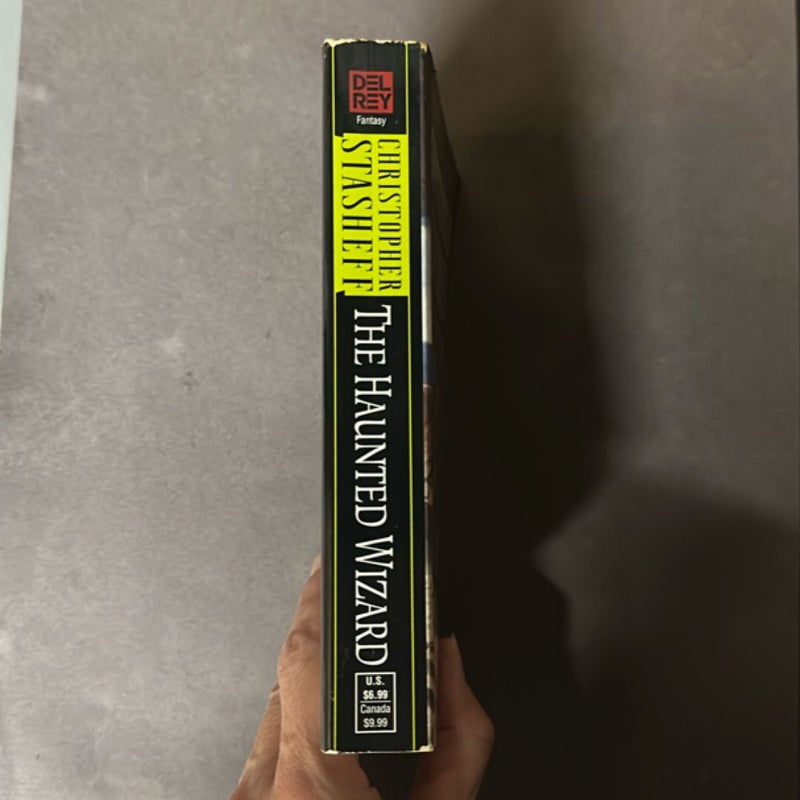 DEL
REY
Fantasy
CHRISTOPHER
STASHEFF
THE HAUNTED WIZARD
U.S.
$6.99
Canada
$9.99